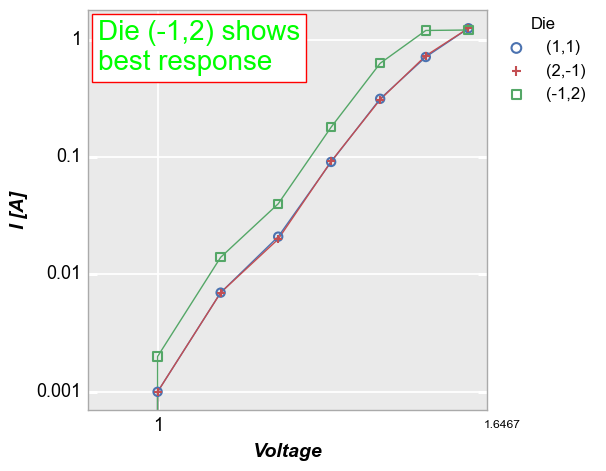 Die (-1,2) shows
best response
Die
(1,1)
(2,-1)
(-1,2)
1
0.1
0.01
0.001
I [A]
1
1.6467
Voltage